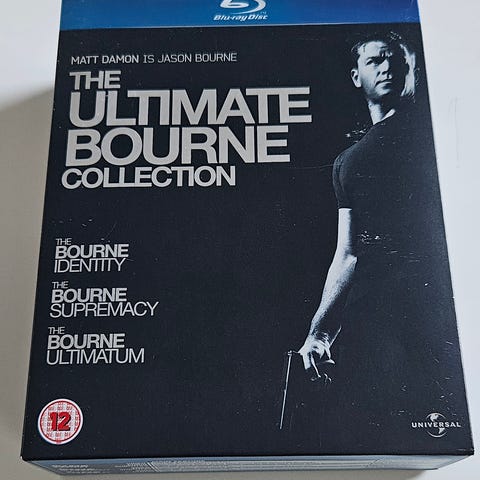 Blu-ray Disc
MATT DAMON IS JASON BOURNE
THE
ULTIMATE
BOURNE
COLLECTION
THE
BOURNE
IDENTITY
THE
BOURNE
SUPREMACY
THE
BOURNE
ULTIMATUM
12
UNIVERSAL